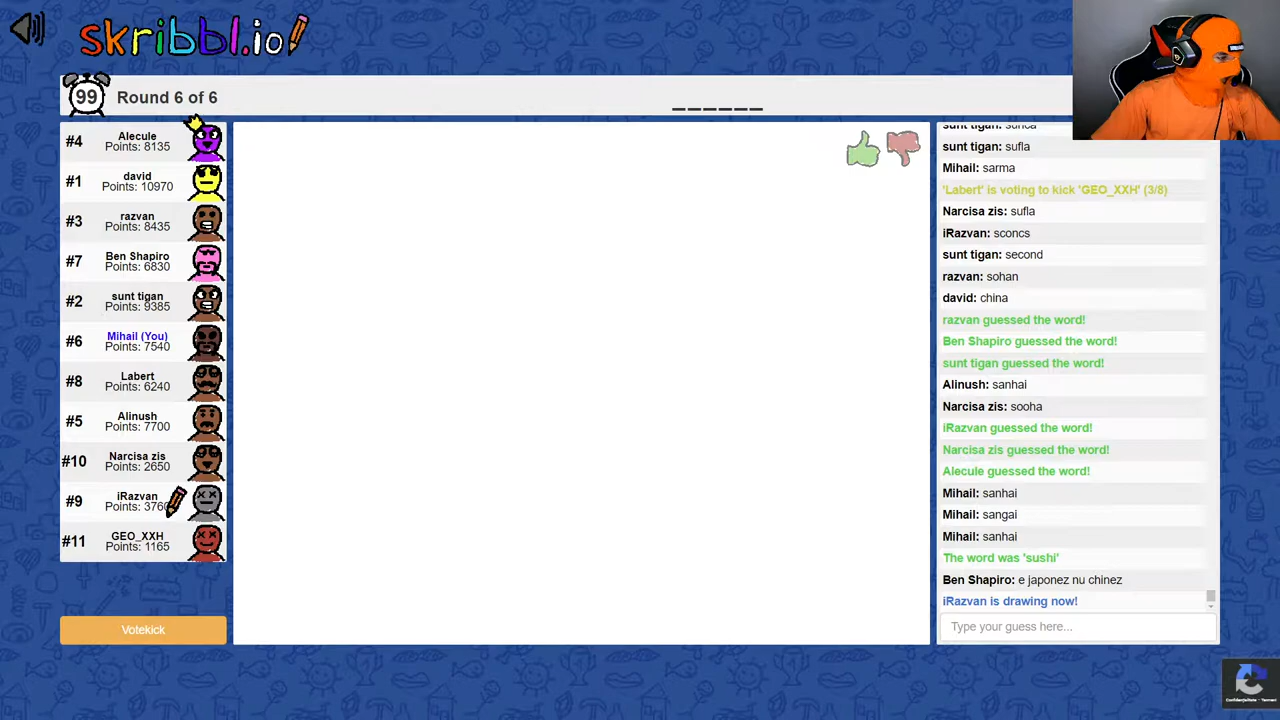 skribbl.io
99
Round 6 of 6
______
#4
Alecule
Points: 8135
#1
david
Points: 10970
#3
razvan
Points: 8435
#7
Ben Shapiro
Points: 6830
#2
sunt tigan
Points: 9385
#6
Mihail (You)
Points: 7540
#8
Labert
Points: 6240
#5
Alinush
Points: 7700
#10
Narcisa zis
Points: 2650
#9
iRazvan
Points: 3760
#11
GEO_XXH
Points: 1165
Votekick
sunt tigan: sunca
sunt tigan: sufla
Mihail: sarma
'Labert' is voting to kick 'GEO_XXH' (3/8)
Narcisa zis: sufla
iRazvan: sconcs
sunt tigan: second
razvan: sohan
david: china
razvan guessed the word!
Ben Shapiro guessed the word!
sunt tigan guessed the word!
Alinush: sanhai
Narcisa zis: sooha
iRazvan guessed the word!
Narcisa zis guessed the word!
Alecule guessed the word!
Mihail: sanhai
Mihail: sangai
Mihail: sanhai
The word was 'sushi'
Ben Shapiro: e japonez nu chinez
iRazvan is drawing now!
Type your guess here...